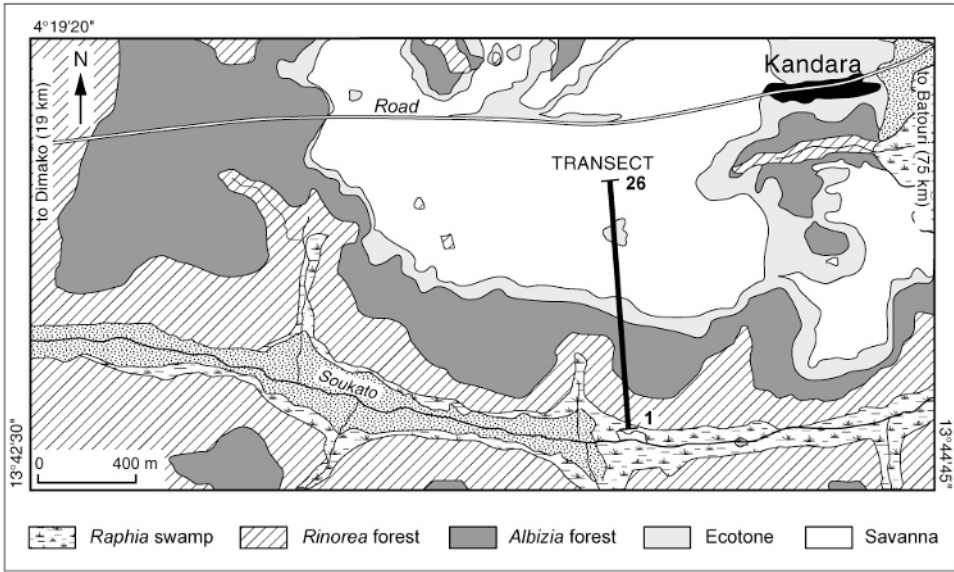 4°19'20"
N
Kandara
Road
to Dimako (19 km)
to Batouri (75 km)
TRANSECT
26
Soukato
1
13°42'30"
0 400 m
13°44'45"
Raphia swamp Rinorea forest Albizia forest Ecotone Savanna